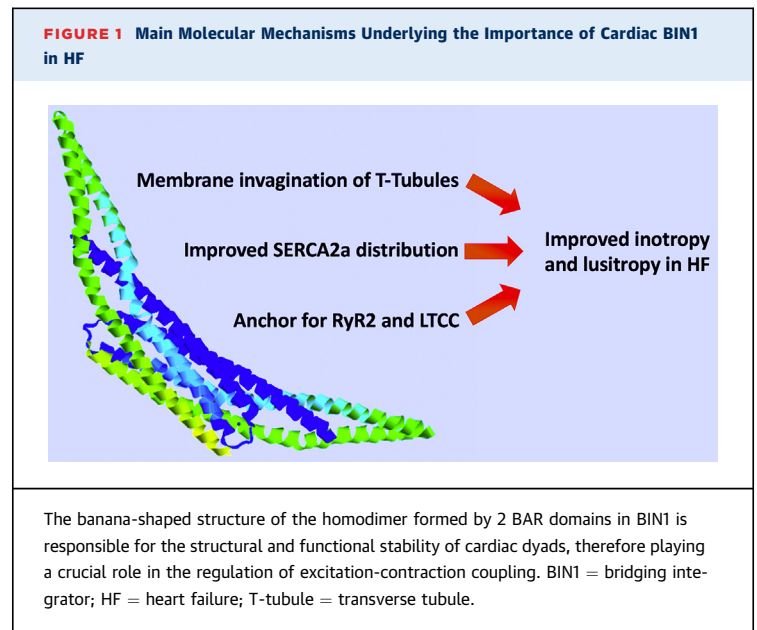 FIGURE 1 Main Molecular Mechanisms Underlying the Importance of Cardiac BIN1
in HF
Membrane invagination of T-Tubules
Improved SERCA2a distribution
Anchor for RyR2 and LTCC
Improved inotropy
and lusitropy in HF
The banana-shaped structure of the homodimer formed by 2 BAR domains in BIN1 is
responsible for the structural and functional stability of cardiac dyads, therefore playing
a crucial role in the regulation of excitation-contraction coupling. BIN1 = bridging inte-
grator; HF = heart failure; T-tubule = transverse tubule.